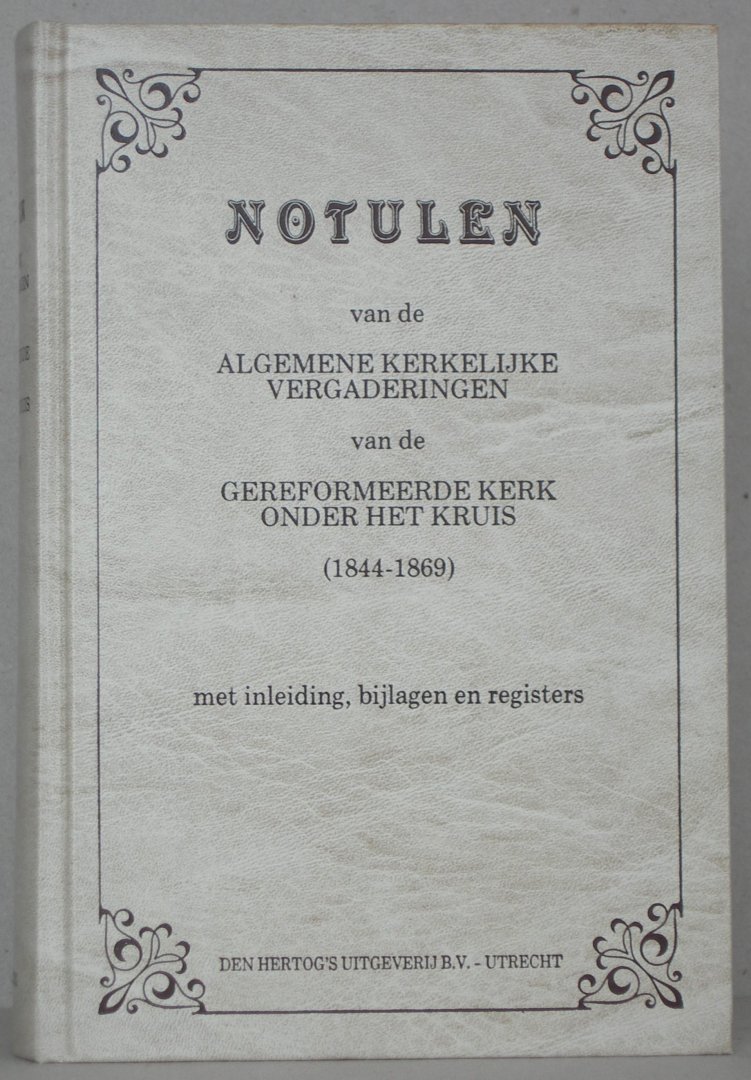 NOTULEN
van de
ALGEMENE KERKELIJKE
VERGADERINGEN
van de
GEREFORMEERDE KERK
ONDER HET KRUIS
(1844-1869)
met inleiding, bijlagen en registers
DEN HERTOG'S UITGEVERIJ B.V. - UTRECHT